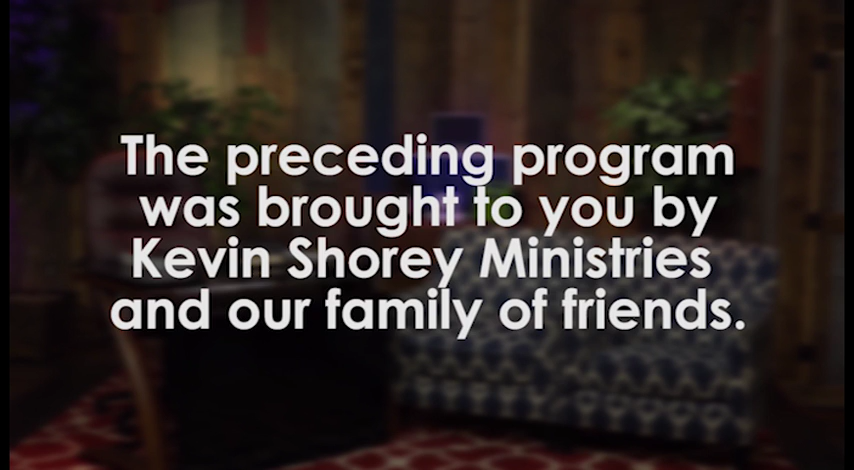 The preceding program
was brought to you by
Kevin Shorey Ministries
and our family of friends.